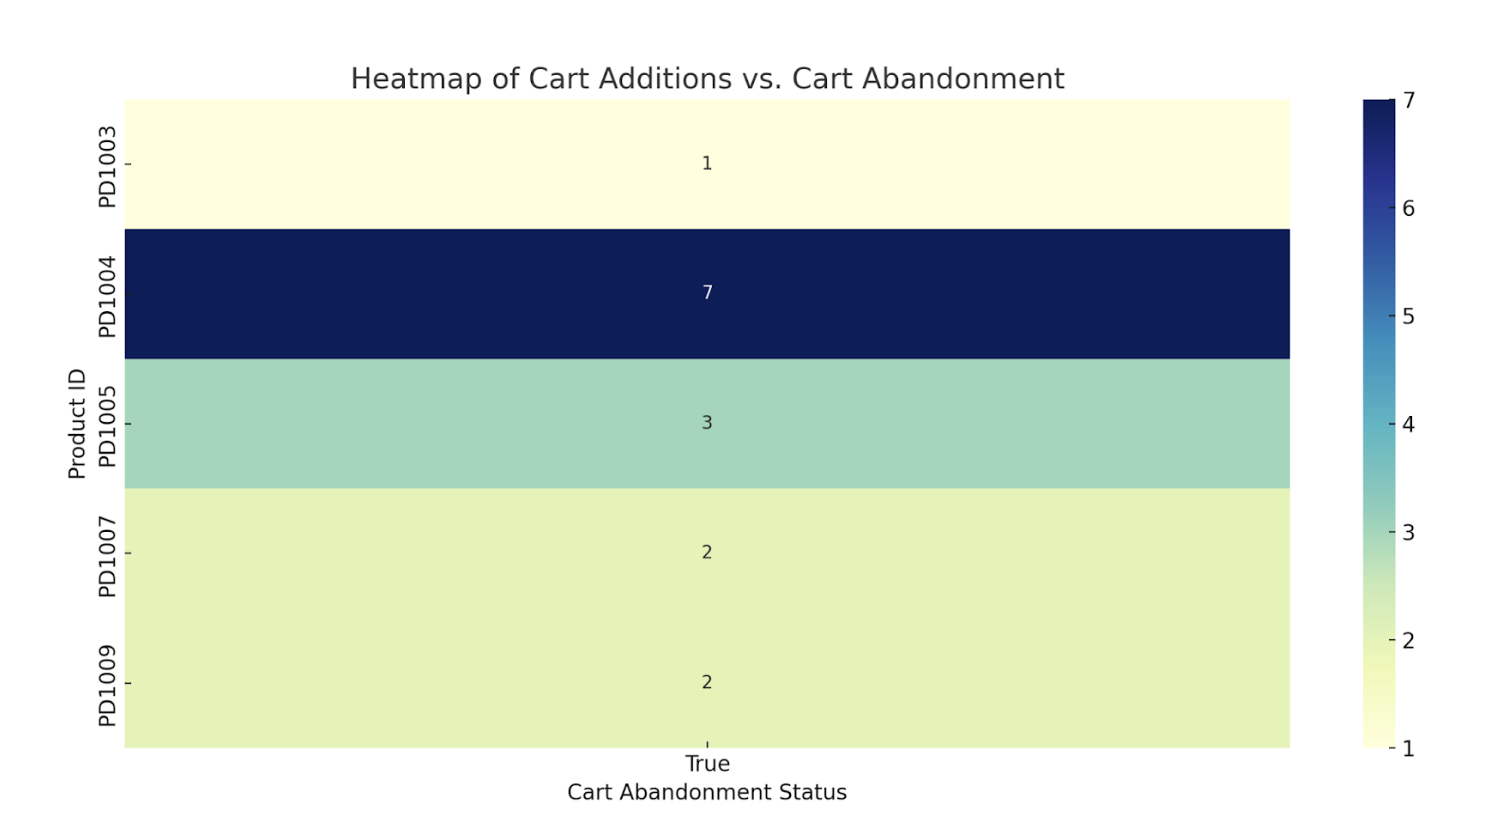 Heatmap of Cart Additions vs. Cart Abandonment
Product ID
PD1003
1
PD1004
7
PD1005
3
PD1007
2
PD1009
2
True
Cart Abandonment Status
7
6
5
4
3
2
1